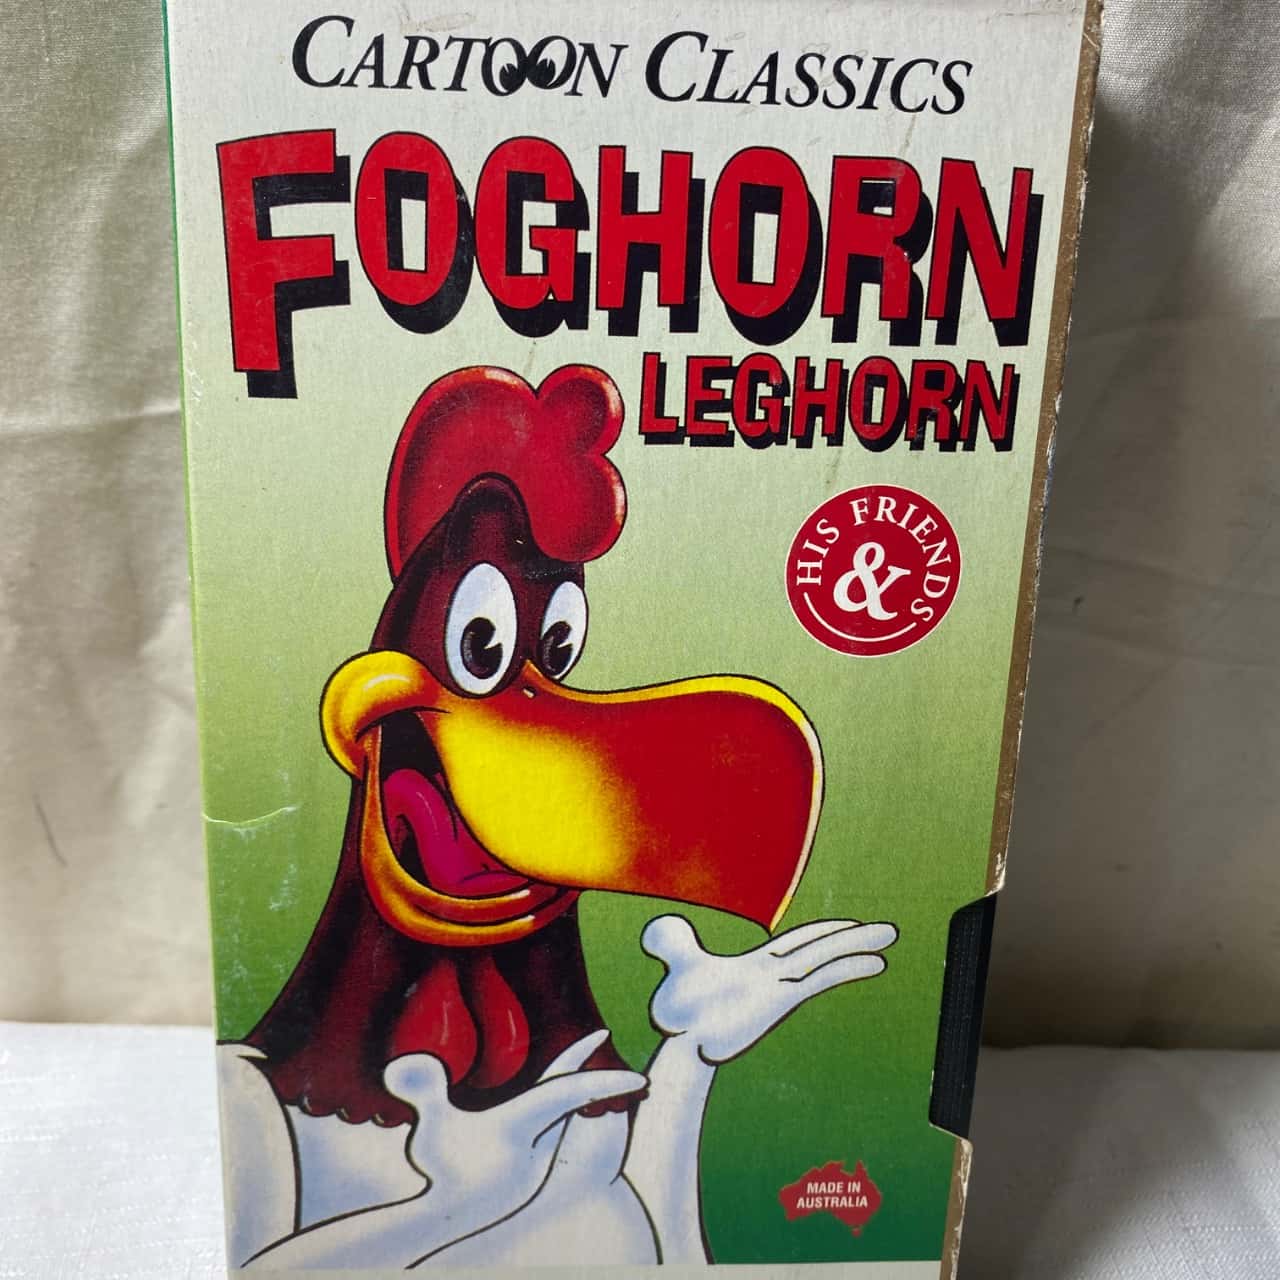 CARTOON CLASSICS
FOGHORN
LEGHORN
HIS FRIENDS
&
MADE IN
AUSTRALIA